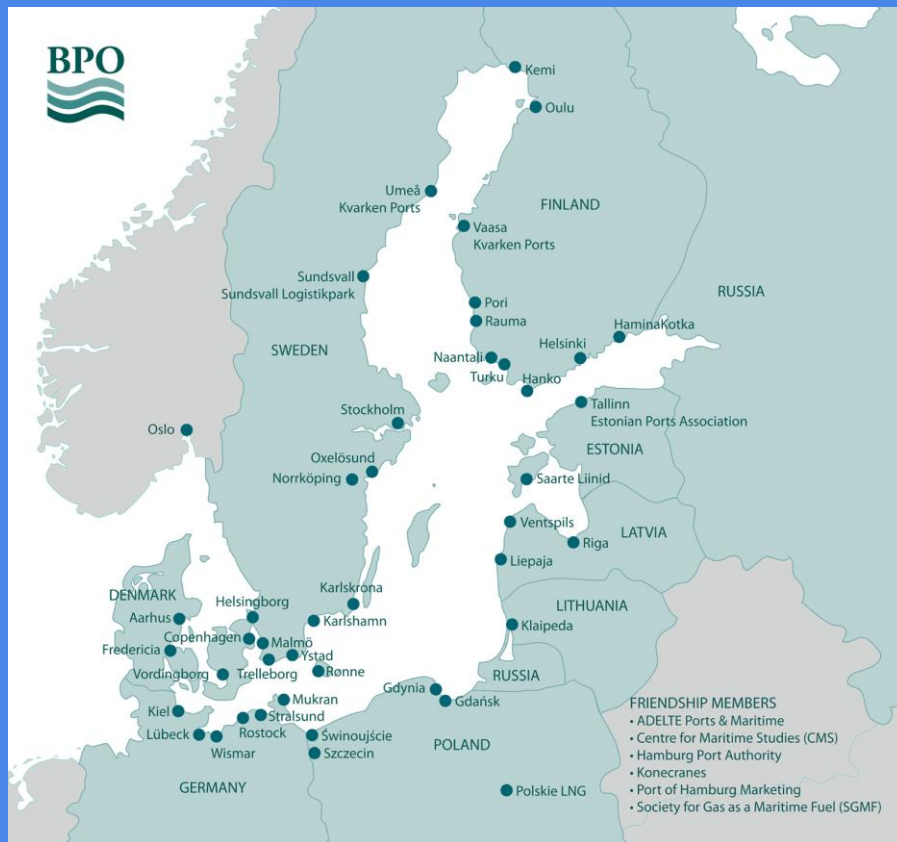 BPO
Kemi
Oulu
Umeå
Kvarken Ports
FINLAND
Vaasa
Kvarken Ports
Sundsvall
Sundsvall Logistikpark
RUSSIA
Pori
Rauma
HaminaKotka
SWEDEN
Naantali
Helsinki
Turku
Hanko
Stockholm
Tallinn
Estonian Ports Association
Oslo
ESTONIA
Oxelösund
Norrköping
Saarte Liinid
Ventspils
LATVIA
Riga
Liepaja
Karlskrona
DENMARK
Helsingborg
LITHUANIA
Aarhus
Karlshamn
Klaipeda
Copenhagen
Malmö
Fredericia
Ystad
Vordingborg
Trelleborg
Rønne
RUSSIA
Gdynia
Mukran
Gdańsk
Kiel
Stralsund
Lübeck
Rostock
Świnoujście
Wismar
Szczecin
POLAND
GERMANY
Polskie LNG
FRIENDSHIP MEMBERS
• ADELTE Ports & Maritime
• Centre for Maritime Studies (CMS)
• Hamburg Port Authority
• Konecranes
• Port of Hamburg Marketing
• Society for Gas as a Maritime Fuel (SGMF)